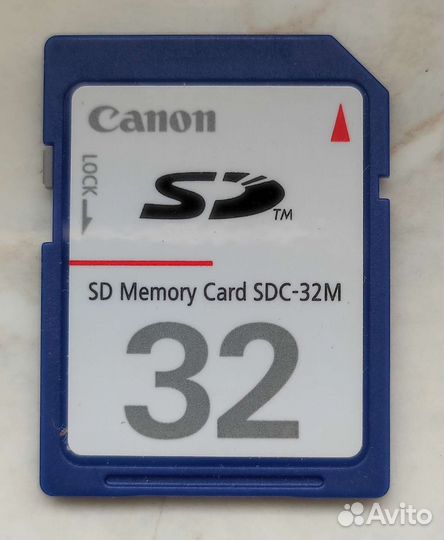 Canon
LOCK
SD™
SD Memory Card SDC-32M
32
Avito